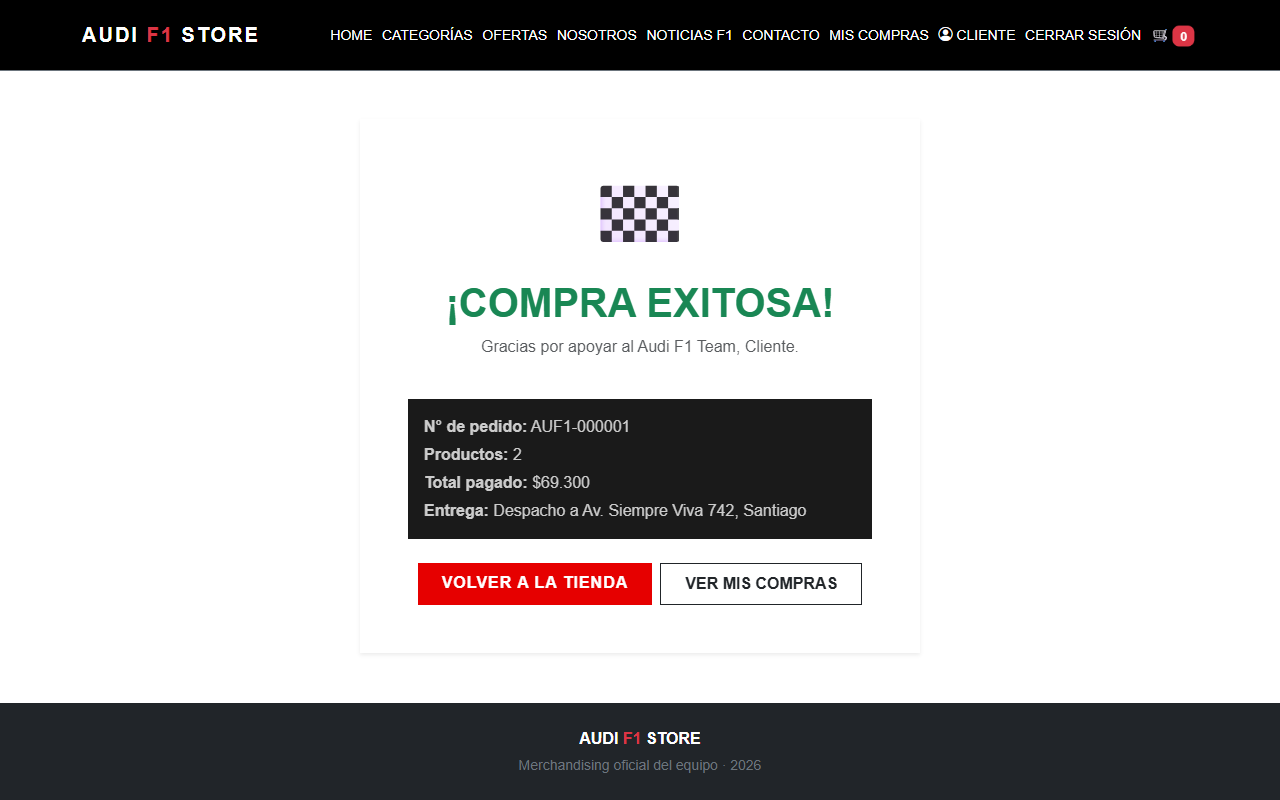 AUDI F1 STORE HOME CATEGORÍAS OFERTAS NOSOTROS NOTICIAS F1 CONTACTO MIS COMPRAS CLIENTE CERRAR SESIÓN 0
¡COMPRA EXITOSA!
Gracias por apoyar al Audi F1 Team, Cliente.
N° de pedido: AUF1-000001
Productos: 2
Total pagado: $69.300
Entrega: Despacho a Av. Siempre Viva 742, Santiago
VOLVER A LA TIENDA VER MIS COMPRAS
AUDI F1 STORE
Merchandising oficial del equipo · 2026